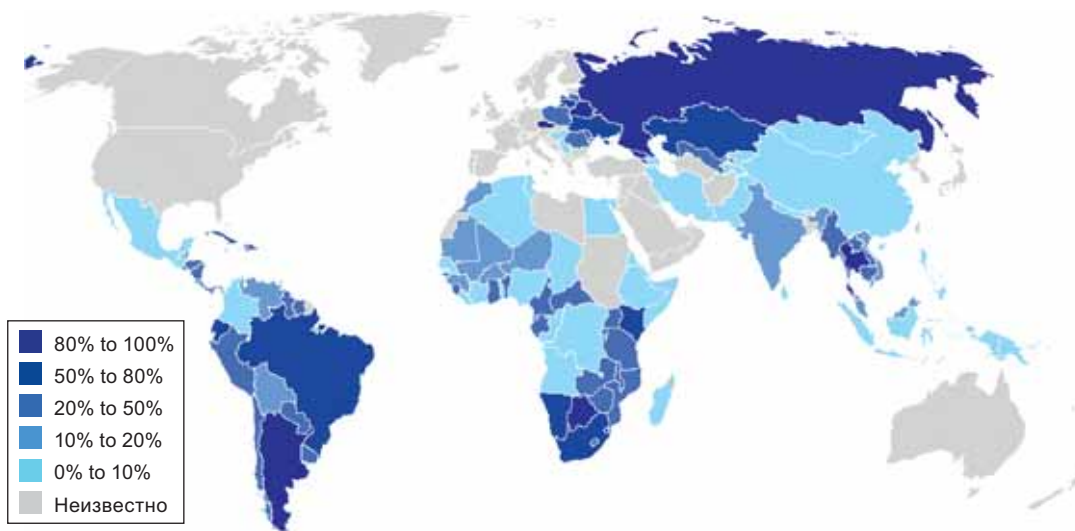 80% to 100%
50% to 80%
20% to 50%
10% to 20%
0% to 10%
Неизвестно